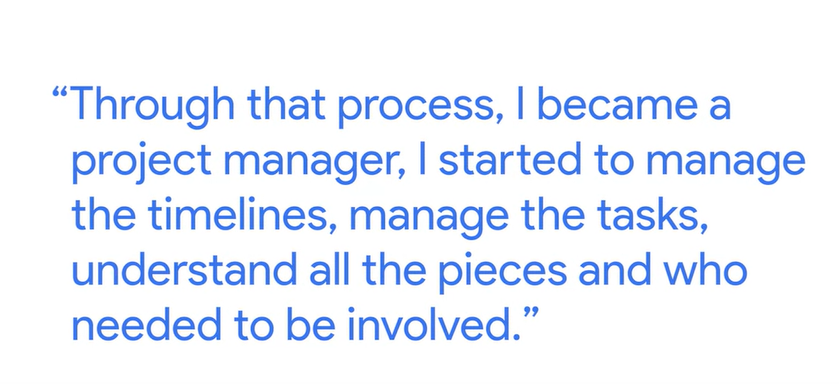 “Through that process, I became a
project manager, I started to manage
the timelines, manage the tasks,
understand all the pieces and who
needed to be involved.”